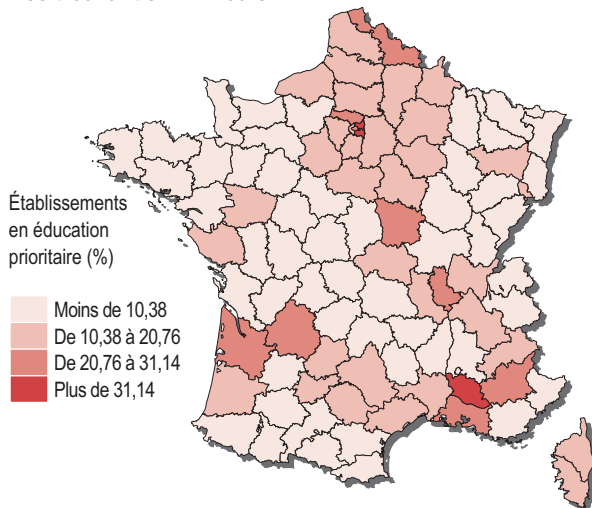 Établissements
en éducation
prioritaire (%)
Moins de 10,38
De 10,38 à 20,76
De 20,76 à 31,14
Plus de 31,14